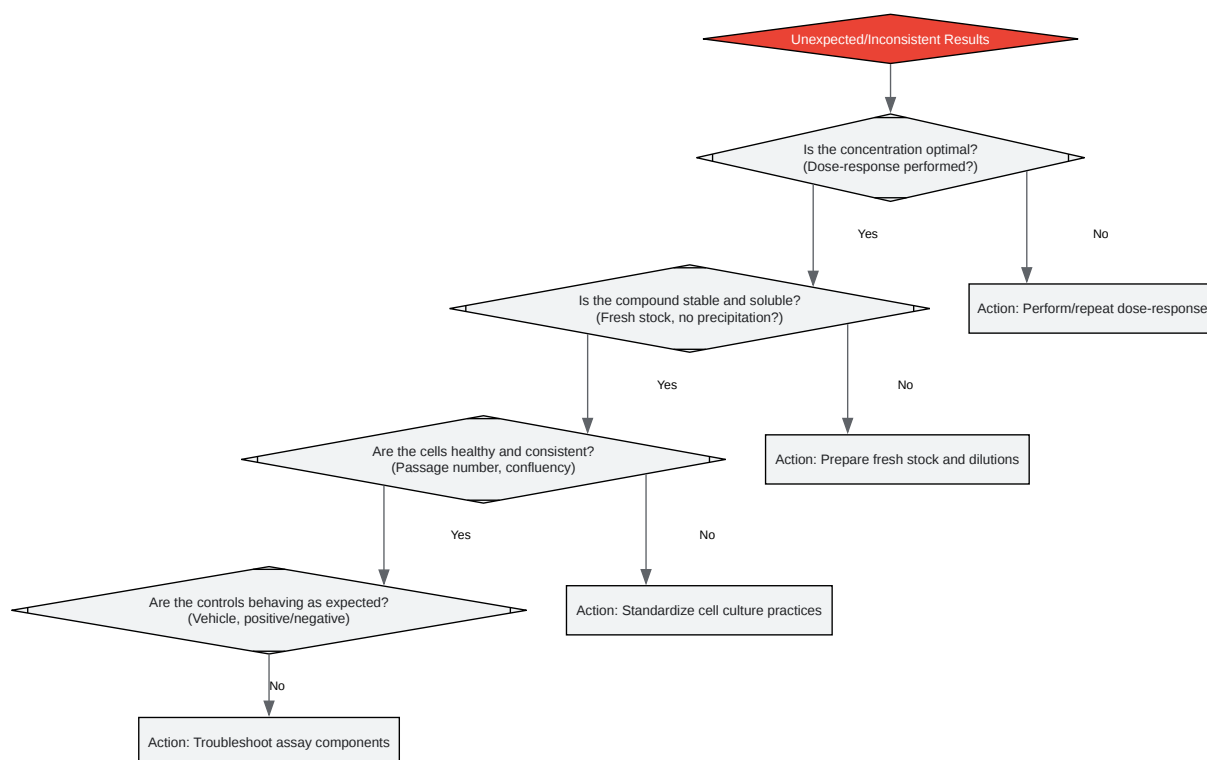 Unexpected/Inconsistent Results
Is the concentration optimal?
(Dose-response performed?)
Yes
No
Is the compound stable and soluble?
(Fresh stock, no precipitation?)
Action: Perform/repeat dose-response
Yes
No
Are the cells healthy and consistent?
(Passage number, confluency)
Action: Prepare fresh stock and dilutions
Yes
No
Are the controls behaving as expected?
(Vehicle, positive/negative)
Action: Standardize cell culture practices
No
Action: Troubleshoot assay components